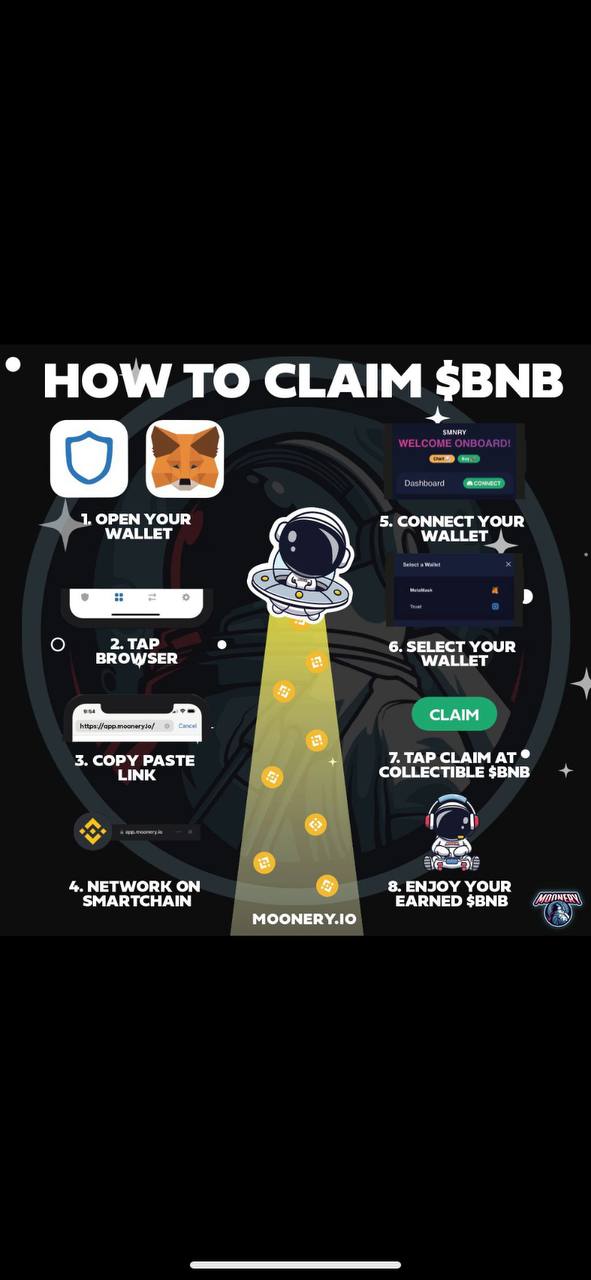 HOW TO CLAIM $BNB
1. OPEN YOUR
WALLET
2. TAP
BROWSER
9:54
https://app.moonery.io/
Cancel
3. COPY PASTE
LINK
app.moonery.io
4. NETWORK ON
SMARTCHAIN
SMNRY
WELCOME ONBOARD!
Chart
Buy
Dashboard
CONNECT
5. CONNECT YOUR
WALLET
Select a Wallet
MetaMask
Trust
6. SELECT YOUR
WALLET
CLAIM
7. TAP CLAIM AT
COLLECTIBLE $BNB
8. ENJOY YOUR
EARNED $BNB
MOONERY.IO
MOONERY